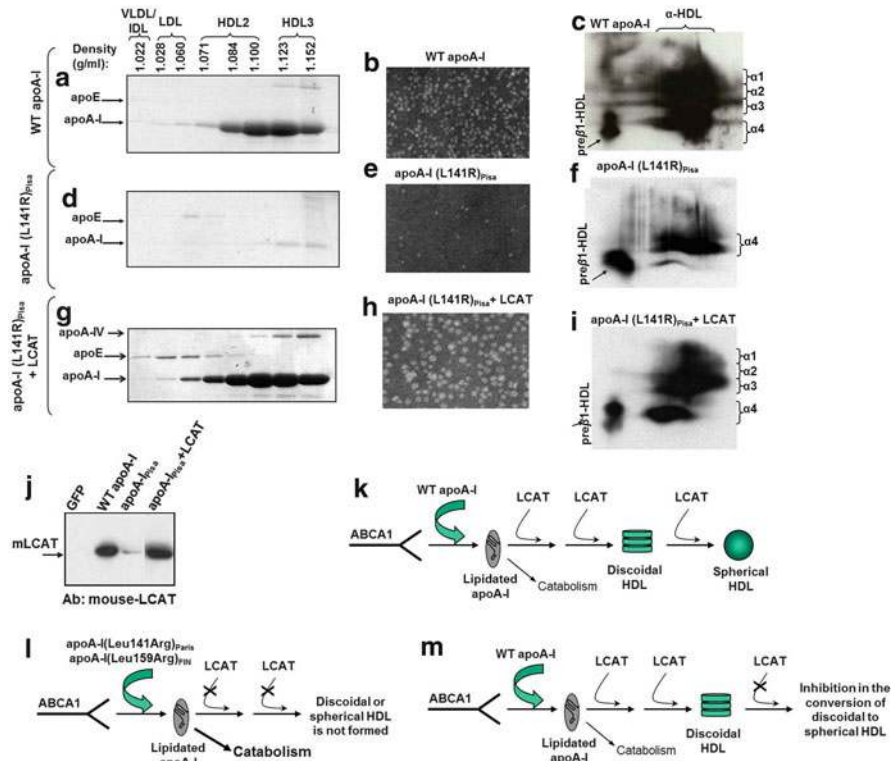 VLDL/
IDL LDL HDL2 HDL3
Density
(g/ml): 1.022 1.028 1.060 1.071 1.084 1.100 1.123 1.152
WT apoA-I
a
apoE
apoA-I
b
WT apoA-I
c
WT apoA-I α-HDL
α1
α2
α3
α4
preβ1-HDL
apoA-I (L141R)Pisa
d
apoE
apoA-I
e
apoA-I (L141R)Pisa
f
apoA-I (L141R)Pisa
α4
preβ1-HDL
apoA-I (L141R)Pisa
+ LCAT
g
apoA-IV
apoE
apoA-I
h
apoA-I (L141R)Pisa+ LCAT
i
apoA-I (L141R)Pisa+ LCAT
α1
α2
α3
α4
preβ1-HDL
j
GFP
WT apoA-I
apoA-IPisa
apoA-IPisa+LCAT
mLCAT
Ab: mouse-LCAT
k
WT apoA-I
LCAT LCAT LCAT
ABCA1
Lipidated
apoA-I
Catabolism
Discoidal
HDL
Spherical
HDL
l
apoA-I(Leu141Arg)Paris
apoA-I(Leu159Arg)FIN
LCAT LCAT
ABCA1
Lipidated
apoA-I
Catabolism
Discoidal or
spherical HDL
is not formed
m
WT apoA-I
LCAT LCAT LCAT
ABCA1
Lipidated
apoA-I
Catabolism
Discoidal
HDL
Inhibition in the
conversion of
discoidal to
spherical HDL